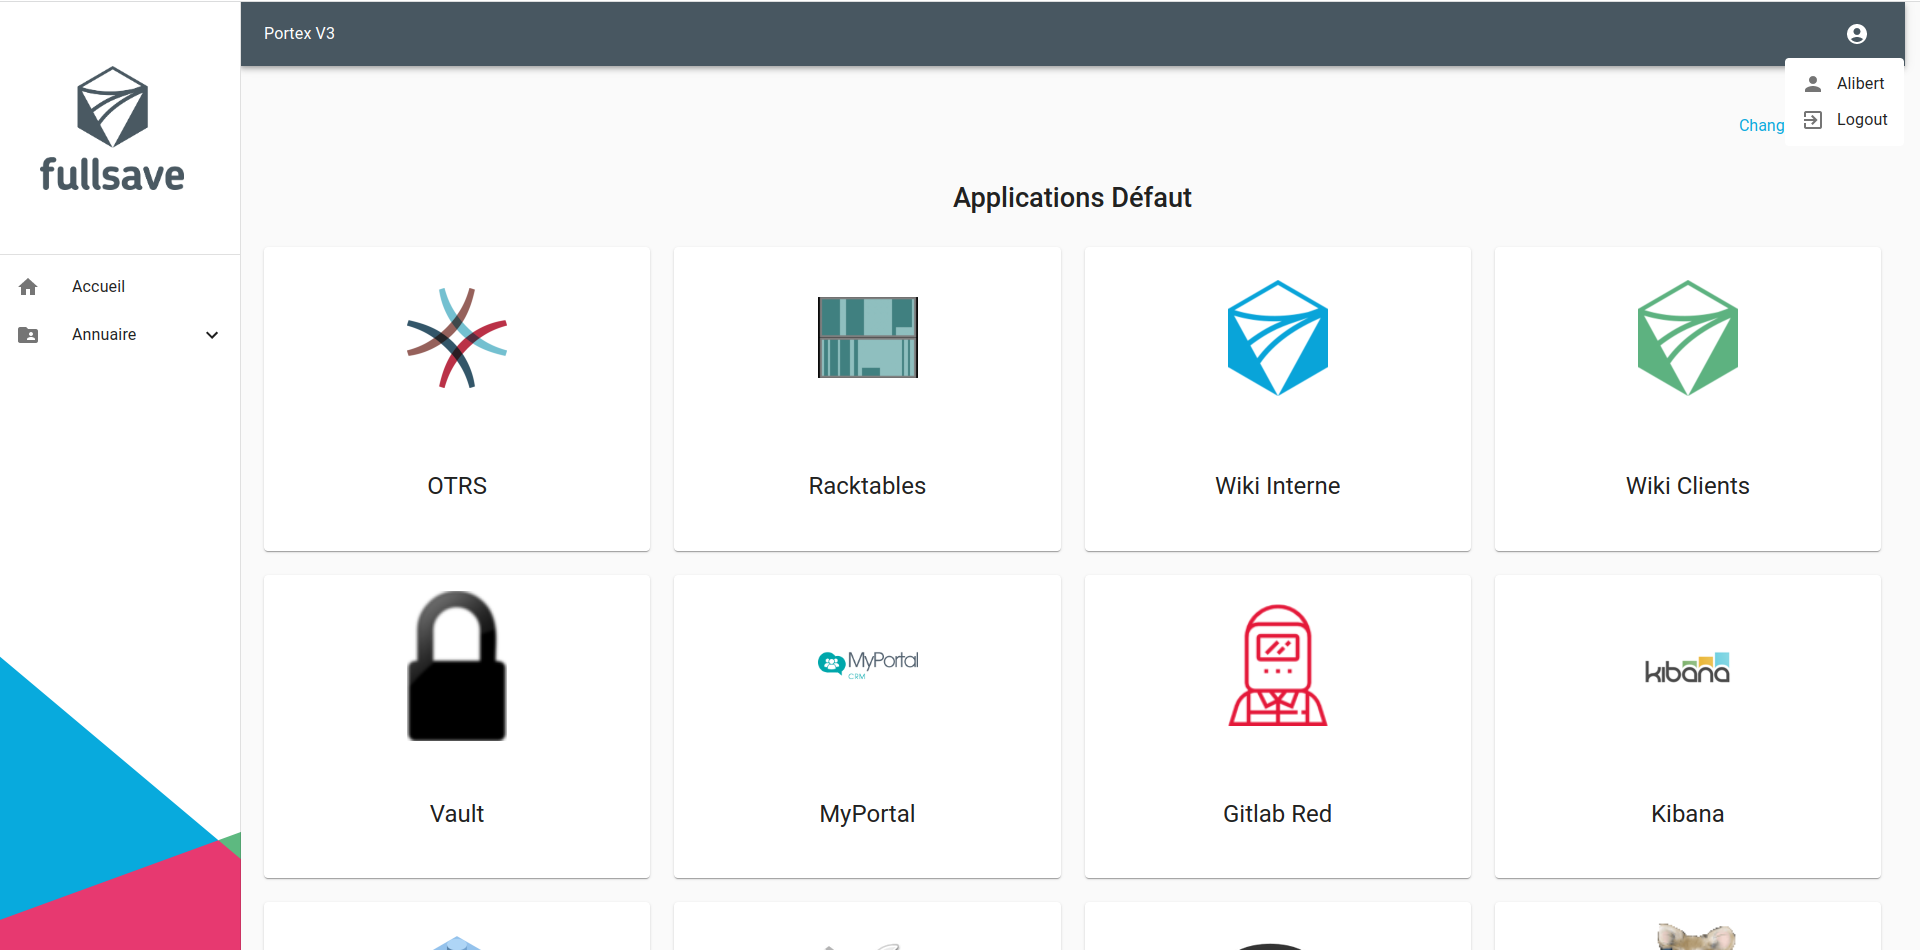 Portex V3
Alibert
Logout
fullsave
Accueil
Annuaire
Chang
Applications Défaut
OTRS
Racktables
Wiki Interne
Wiki Clients
MyPortal
CRM
kibana
Vault
MyPortal
Gitlab Red
Kibana